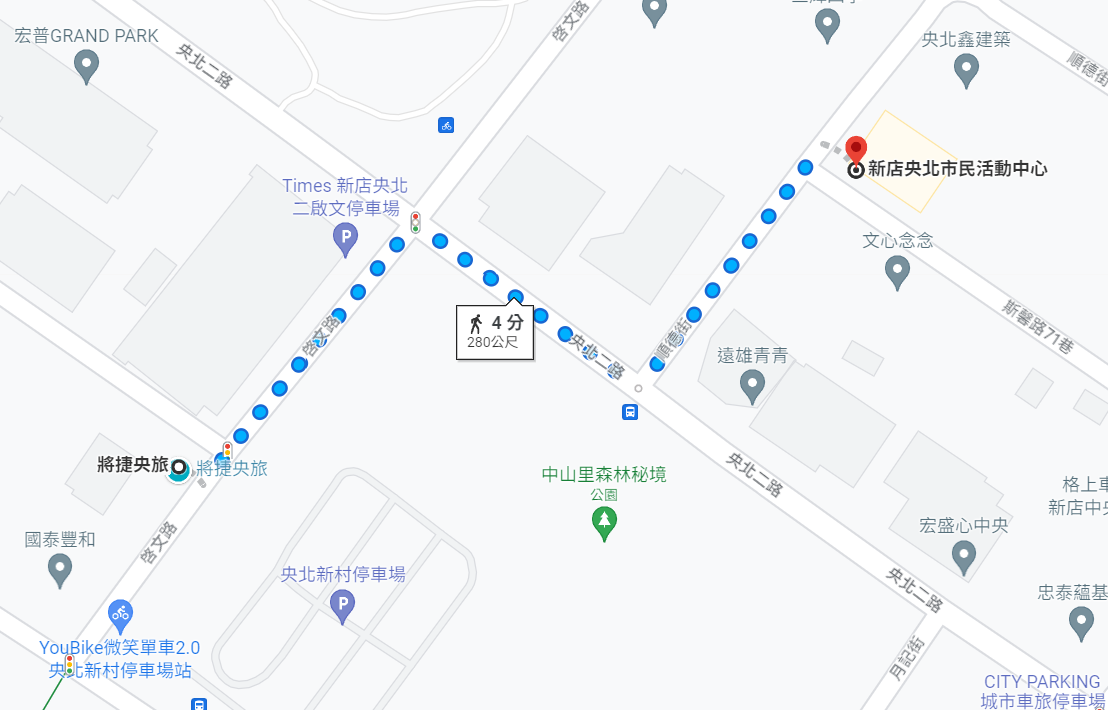 宏普GRAND PARK
央北二路
啓文路
央北鑫建築
順德街
Times 新店央北
二啟文停車場
P
新店央北市民活動中心
文心念念
斯馨路71巷
4 分
280公尺
啓文路
央北二路
順德街
遠雄青青
將捷央旅
將捷央旅
中山里森林秘境
公園
央北二路
格上車
新店中央
宏盛心中央
國泰豐和
啓文路
央北新村停車場
P
央北二路
忠泰蘊基
YouBike微笑單車2.0
央北新村停車場站
月記街
CITY PARKING
城市車旅停車場